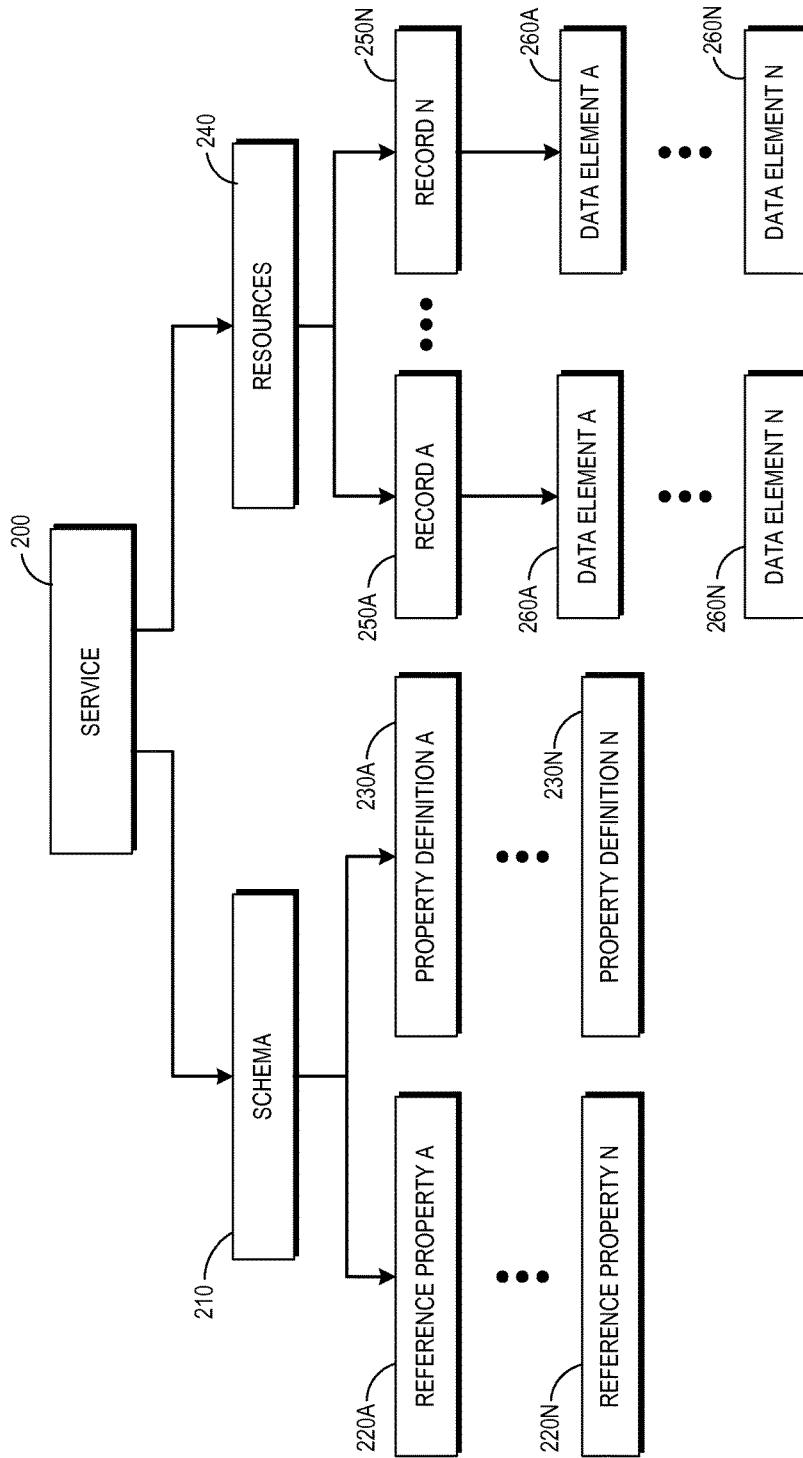 200
SERVICE
210
SCHEMA
240
RESOURCES
220A
REFERENCE PROPERTY A
230A
PROPERTY DEFINITION A
250A
RECORD A
250N
RECORD N
260A
DATA ELEMENT A
260A
DATA ELEMENT A
220N
REFERENCE PROPERTY N
230N
PROPERTY DEFINITION N
260N
DATA ELEMENT N
260N
DATA ELEMENT N